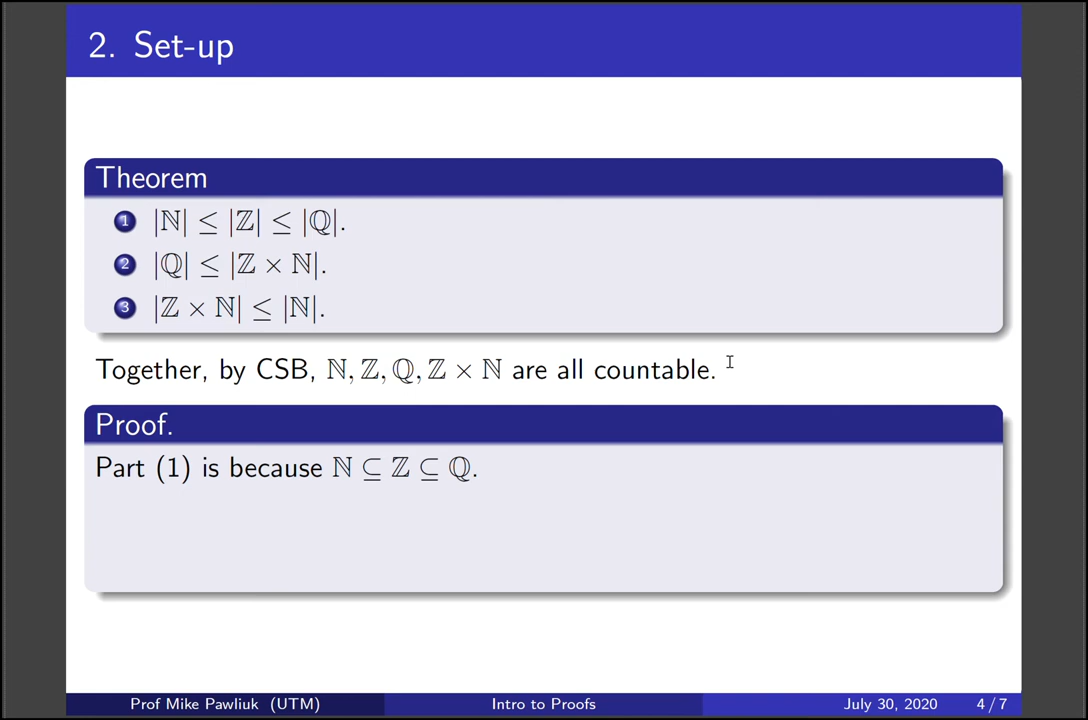 2. Set-up
Theorem
1 |ℕ| ≤ |ℤ| ≤ |ℚ|.
2 |ℚ| ≤ |ℤ × ℕ|.
3 |ℤ × ℕ| ≤ |ℕ|.
Together, by CSB, ℕ, ℤ, ℚ, ℤ × ℕ are all countable.
Proof.
Part (1) is because ℕ ⊆ ℤ ⊆ ℚ.
Prof Mike Pawliuk (UTM) Intro to Proofs July 30, 2020 4 / 7